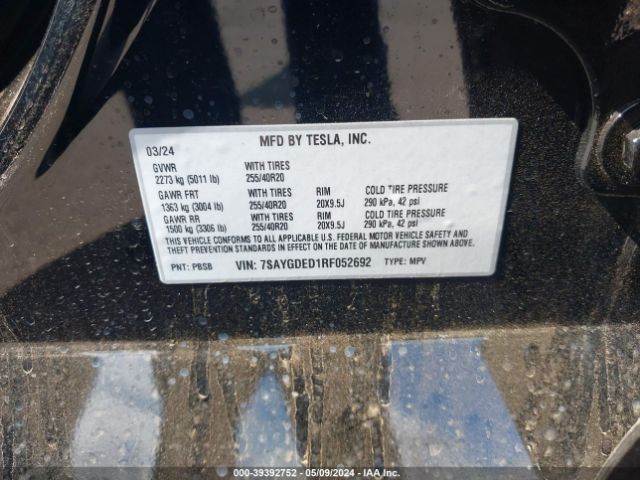 MFD BY TESLA, INC.
03/24
GVWR WITH TIRES
2273 kg (5011 lb) 255/40R20
GAWR FRT WITH TIRES RIM COLD TIRE PRESSURE
1363 kg (3004 lb) 255/40R20 20X9.5J 290 kPa, 42 psi
GAWR RR WITH TIRES RIM COLD TIRE PRESSURE
1500 kg (3306 lb) 255/40R20 20X9.5J 290 kPa, 42 psi
THIS VEHICLE CONFORMS TO ALL APPLICABLE U.S. FEDERAL MOTOR VEHICLE SAFETY AND
THEFT PREVENTION STANDARDS IN EFFECT ON THE DATE OF MANUFACTURE SHOWN ABOVE.
PNT: PBSB VIN: 7SAYGDED1RF052692 TYPE: MPV
000-39392752 - 05/09/2024 - IAA Inc.